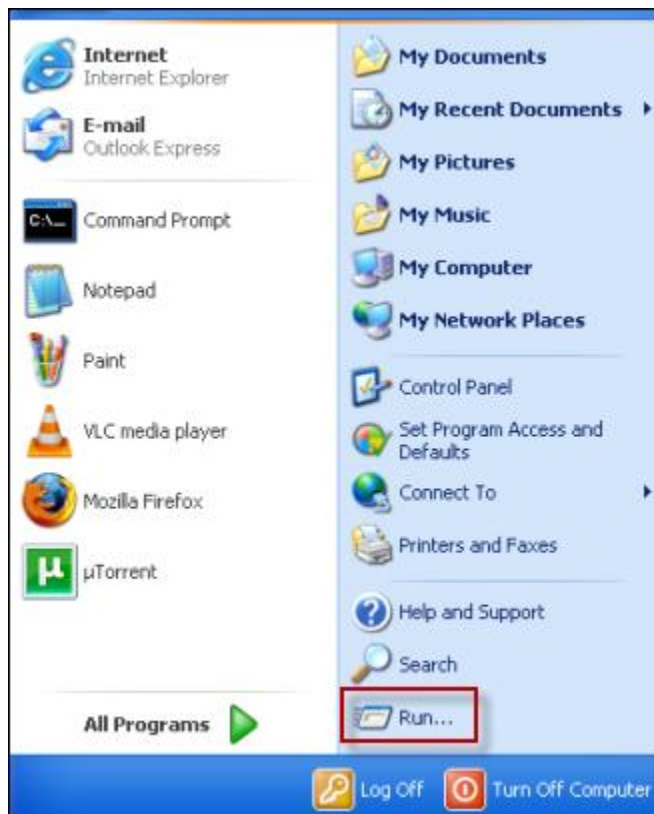 Internet
Internet Explorer
E-mail
Outlook Express
C:\_
Command Prompt
Notepad
Paint
VLC media player
Mozilla Firefox
µ
µTorrent
All Programs
My Documents
My Recent Documents
My Pictures
My Music
My Computer
My Network Places
Control Panel
Set Program Access and
Defaults
Connect To
Printers and Faxes
Help and Support
Search
Run...
Log Off
Turn Off Computer